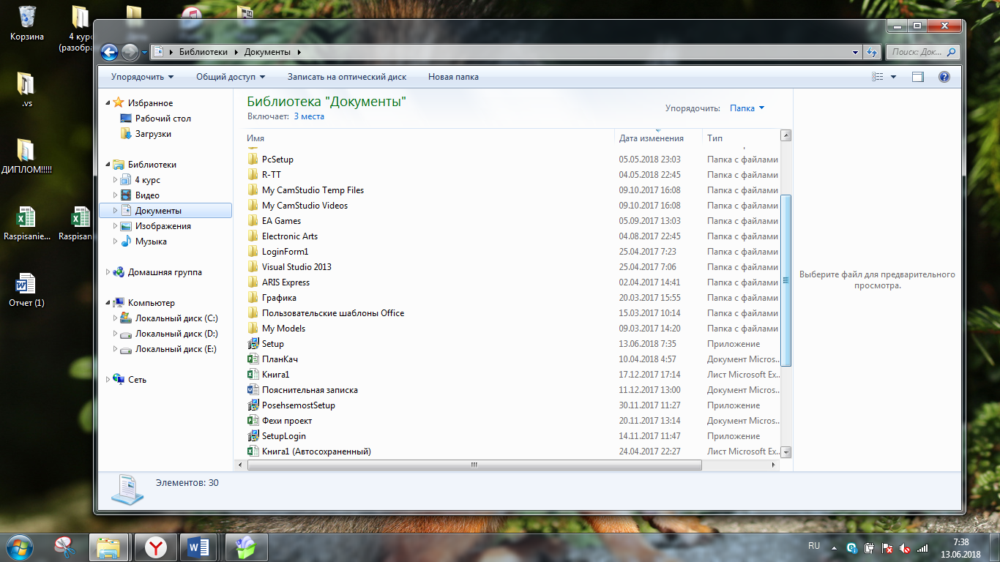 Корзина
4 курс
(разобра
.vs
ДИПЛОМ!!!!!
Raspisanie...
Raspisan
Отчет (1)
Библиотеки
Документы
Поиск: Док...
Упорядочить
Общий доступ
Записать на оптический диск
Новая папка
Избранное
Рабочий стол
Загрузки
Библиотеки
4 курс
Видео
Документы
Изображения
Музыка
Домашняя группа
Компьютер
Локальный диск (C:)
Локальный диск (D:)
Локальный диск (E:)
Сеть
Библиотека "Документы"
Включает: 3 места
Упорядочить: Папка
Имя Дата изменения Тип
PcSetup 05.05.2018 23:03 Папка с файлами
R-TT 04.05.2018 22:45 Папка с файлами
My CamStudio Temp Files 09.10.2017 16:08 Папка с файлами
My CamStudio Videos 09.10.2017 16:08 Папка с файлами
EA Games 05.09.2017 13:03 Папка с файлами
Electronic Arts 04.08.2017 22:45 Папка с файлами
LoginForm1 25.04.2017 7:23 Папка с файлами
Visual Studio 2013 25.04.2017 7:06 Папка с файлами
ARIS Express 02.04.2017 14:41 Папка с файлами
Графика 20.03.2017 15:55 Папка с файлами
Пользовательские шаблоны Office 15.03.2017 10:14 Папка с файлами
My Models 09.03.2017 14:20 Папка с файлами
Setup 13.06.2018 7:35 Приложение
ПланКач 10.04.2018 4:57 Документ Micros...
Книга1 17.12.2017 17:14 Лист Microsoft Ex...
Пояснительная записка 11.12.2017 13:00 Документ Micros...
PosehsemostSetup 30.11.2017 11:27 Приложение
Фехи проект 20.11.2017 13:14 Документ Micros...
SetupLogin 14.11.2017 11:47 Приложение
Книга1 (Автосохраненный) 24.04.2017 22:27 Лист Microsoft Ex...
Выберите файл для предварительного
просмотра.
Элементов: 30
RU
7:38
13.06.2018